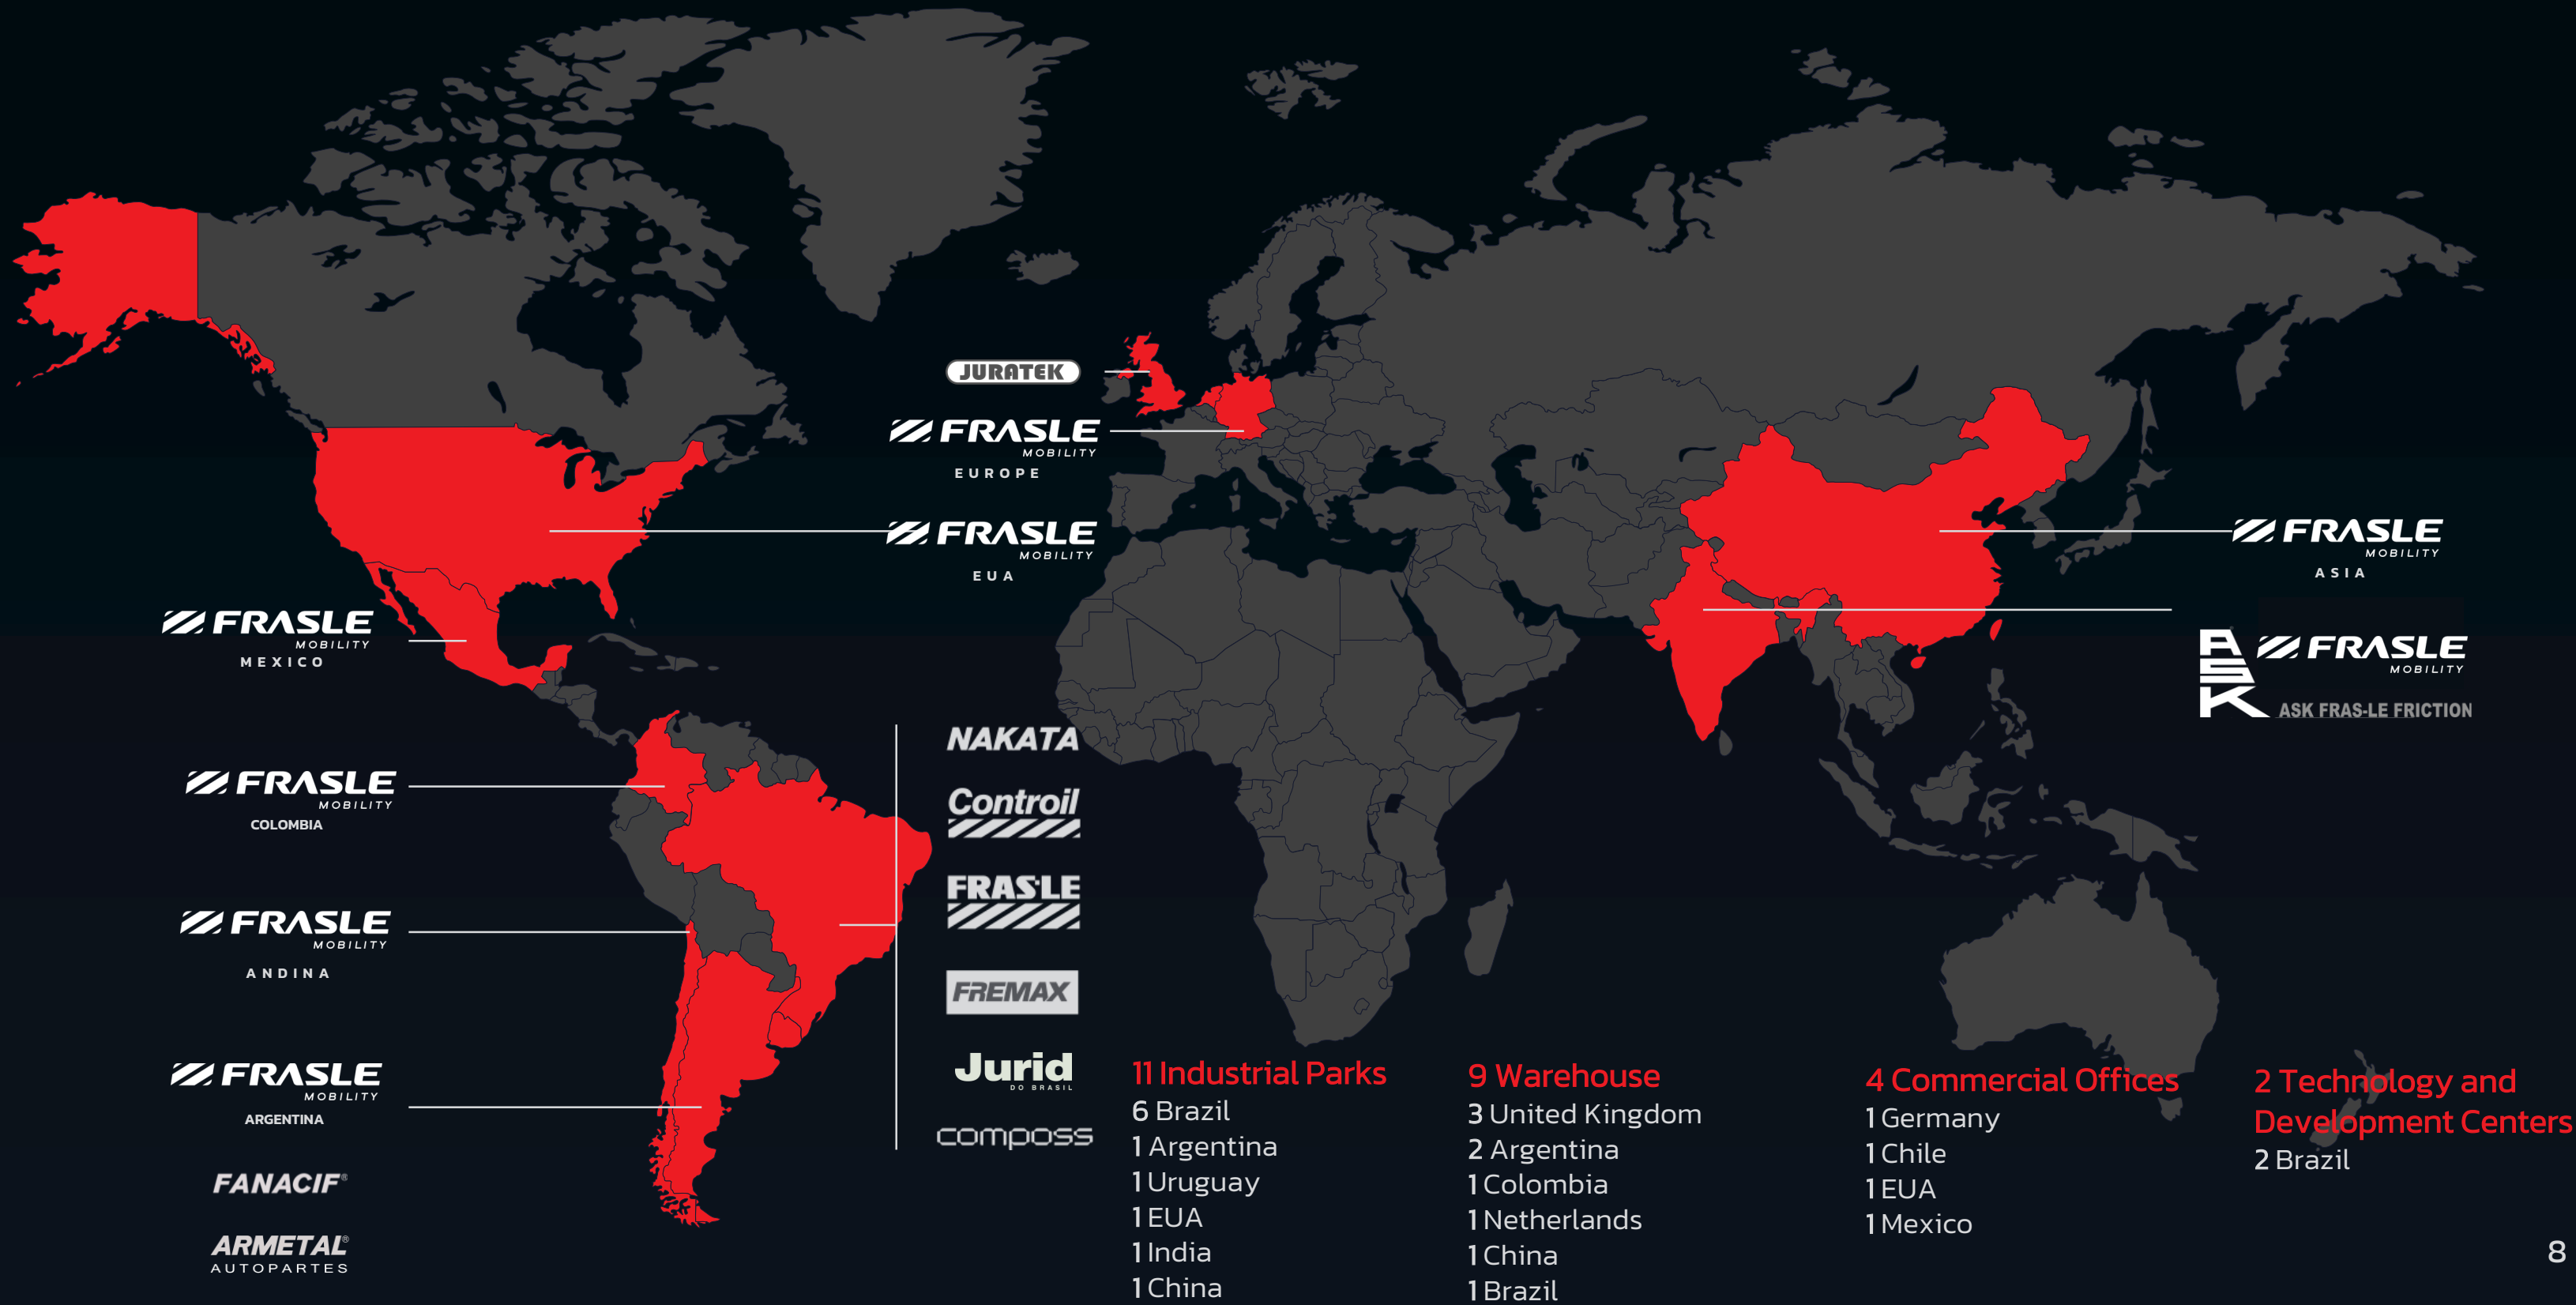 JURATEK
FRASLE
MOBILITY
EUROPE
FRASLE
MOBILITY
EUA
FRASLE
MOBILITY
MEXICO
FRASLE
MOBILITY
ASIA
ASK
FRASLE
MOBILITY
ASK FRAS-LE FRICTION
FRASLE
MOBILITY
COLOMBIA
FRASLE
MOBILITY
ANDINA
FRASLE
MOBILITY
ARGENTINA
FANACIF®
ARMETAL®
AUTOPARTES
NAKATA
Controil
FRAS-LE
FREMAX
Jurid
DO BRASIL
composs
11 Industrial Parks
6 Brazil
1 Argentina
1 Uruguay
1 EUA
1 India
1 China
9 Warehouse
3 United Kingdom
2 Argentina
1 Colombia
1 Netherlands
1 China
1 Brazil
4 Commercial Offices
1 Germany
1 Chile
1 EUA
1 Mexico
2 Technology and
Development Centers
2 Brazil
8